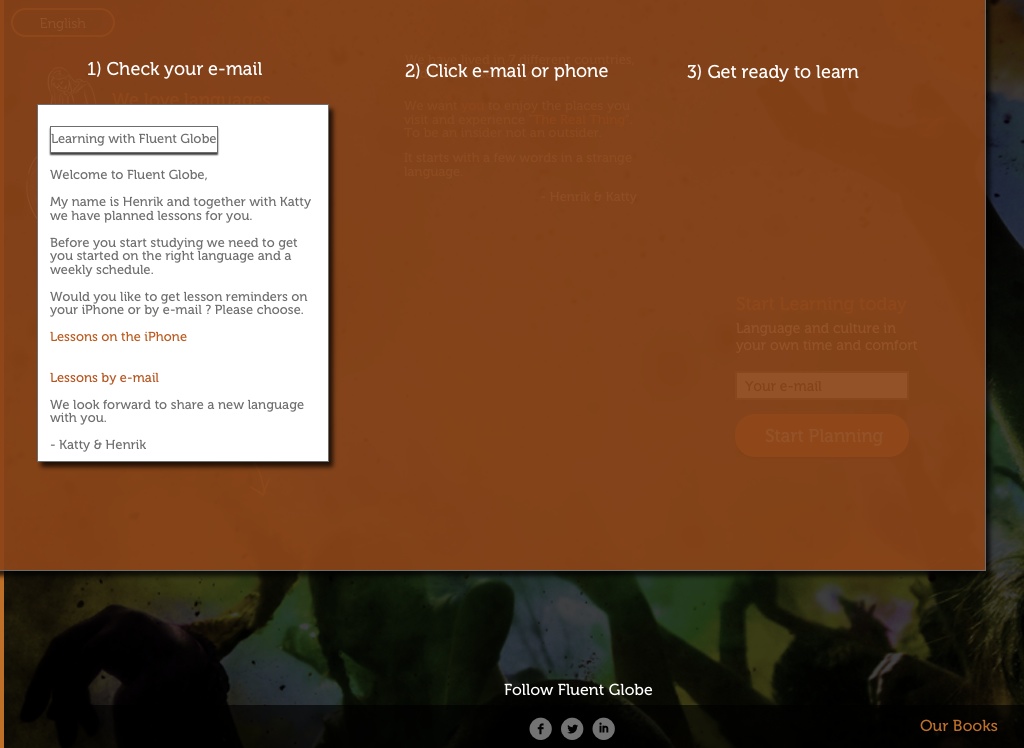 English
1) Check your e-mail
2) Click e-mail or phone
3) Get ready to learn
We love languages
We want you to enjoy the places you
visit and experience "The Real Thing".
To be an insider not an outsider.
It starts with a few words in a strange
language.
- Henrik & Katty
Learning with Fluent Globe
Welcome to Fluent Globe,
My name is Henrik and together with Katty
we have planned lessons for you.
Before you start studying we need to get
you started on the right language and a
weekly schedule.
Would you like to get lesson reminders on
your iPhone or by e-mail ? Please choose.
Lessons on the iPhone
Lessons by e-mail
We look forward to share a new language
with you.
- Katty & Henrik
Start Learning today
Language and culture in
your own time and comfort
Your e-mail
Start Planning
Follow Fluent Globe
Our Books